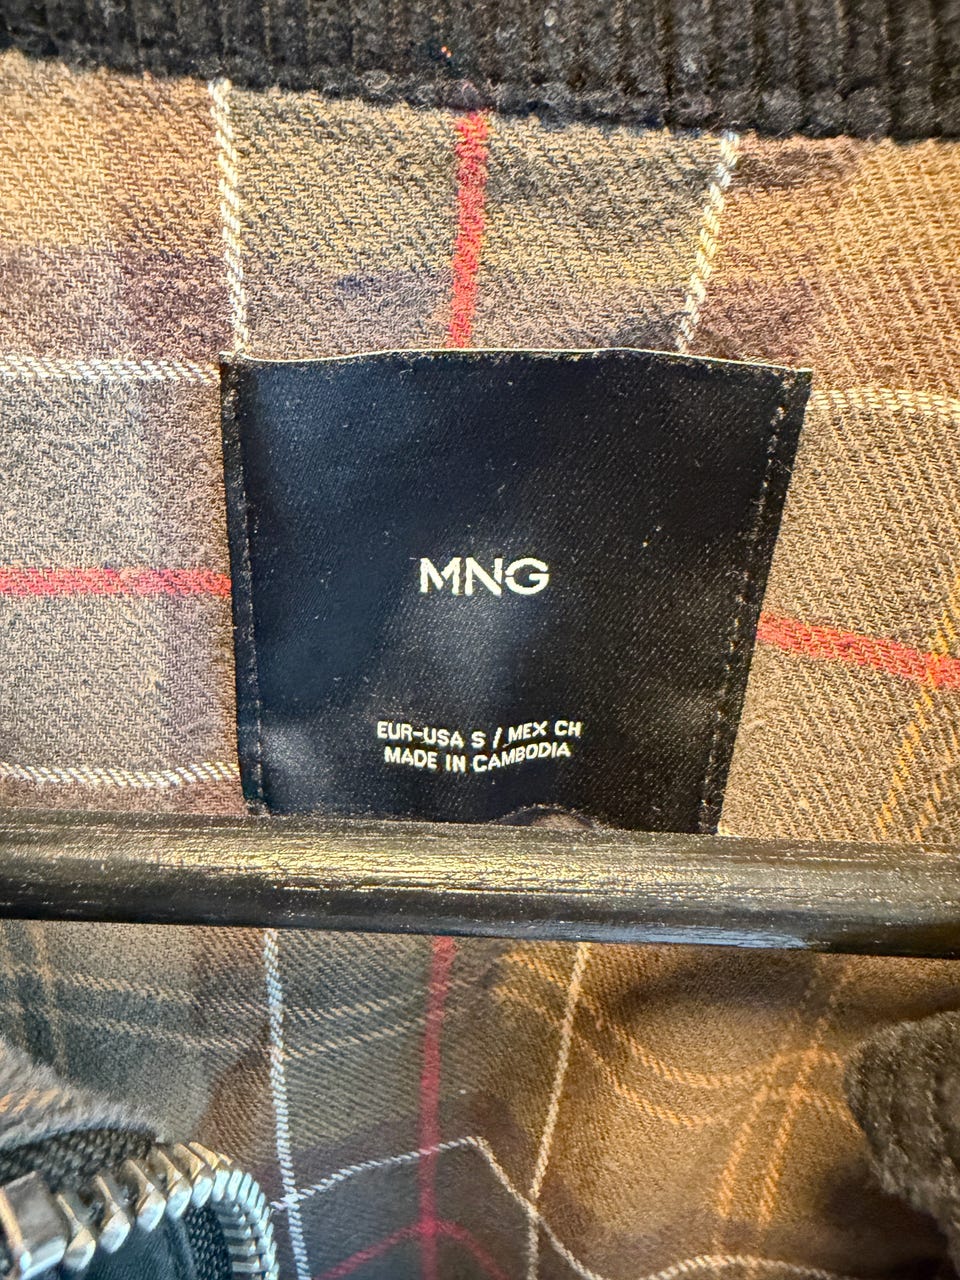 MNG
EUR-USA S / MEX CH
MADE IN CAMBODIA